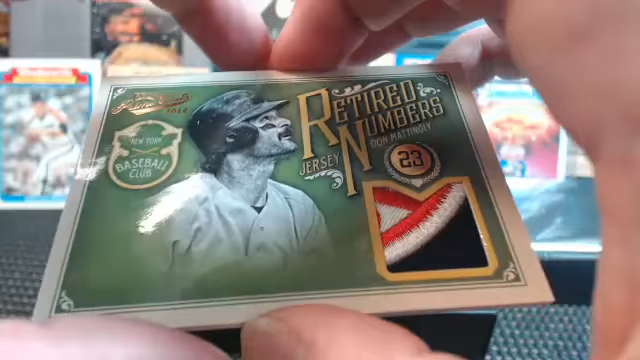 RETIRED
NUMBERS
JERSEY
DON MATTINGLY
23
NEW YORK
BASEBALL
CLUB